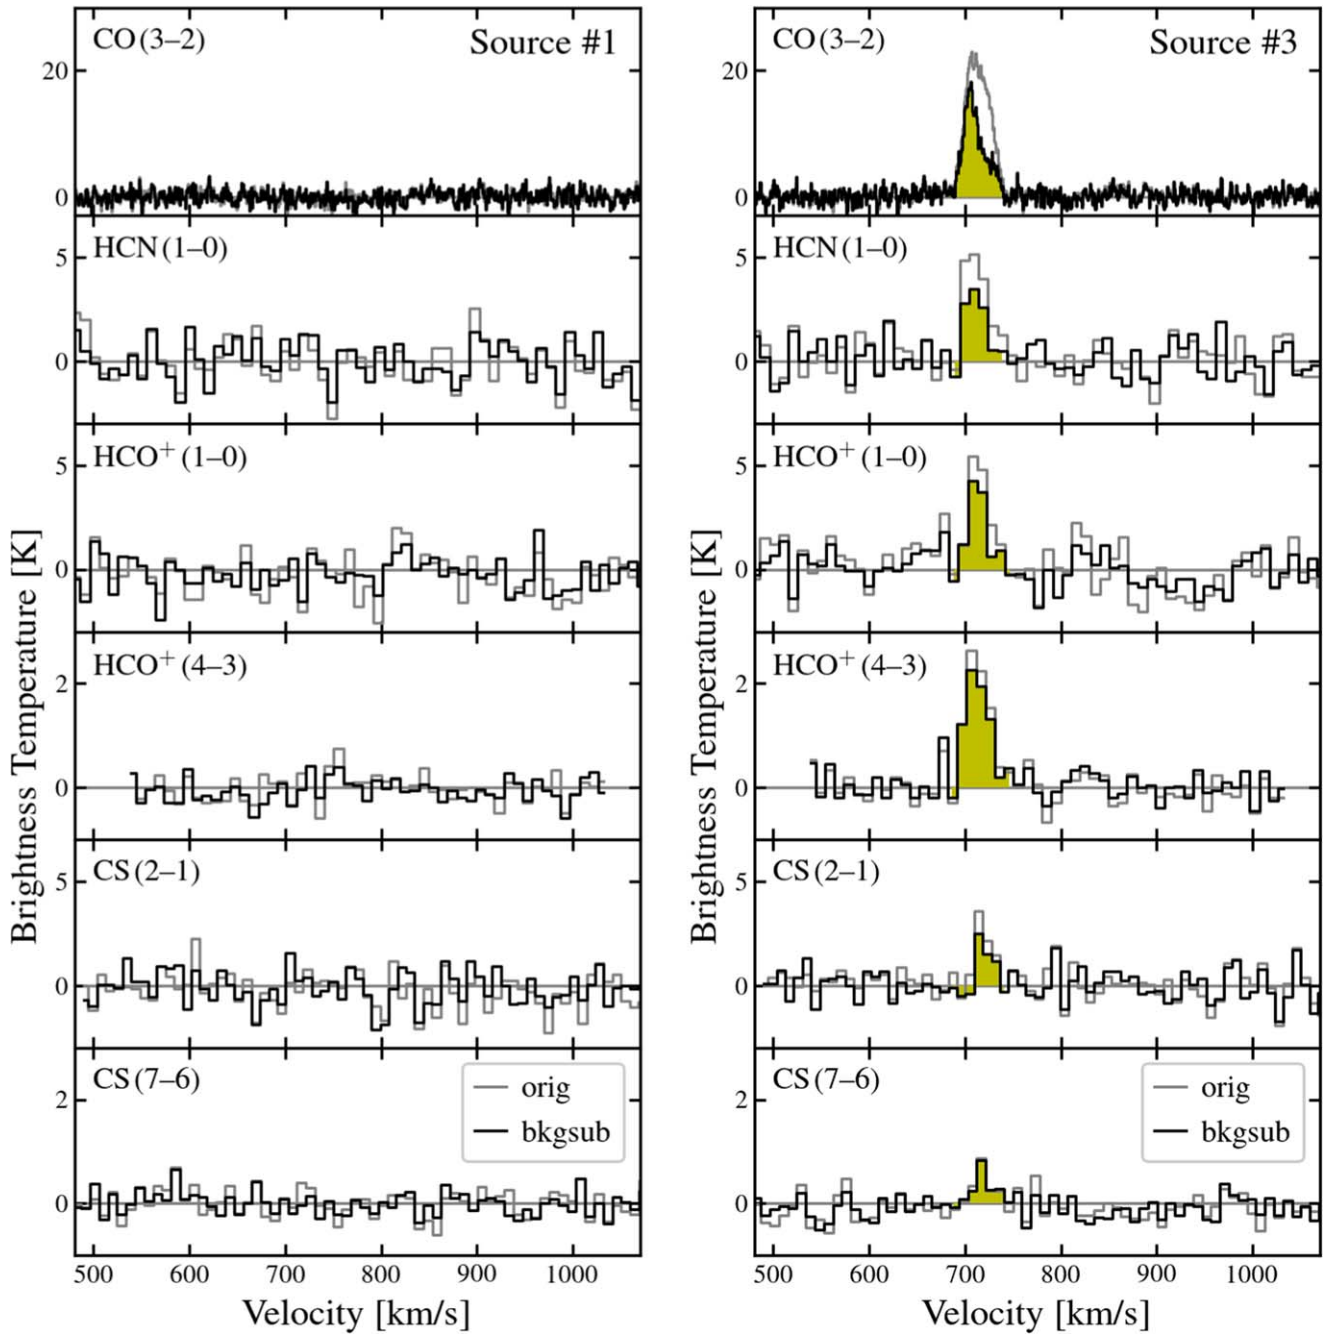 CO (3–2) Source #1
20
0
HCN (1–0)
5
0
HCO⁺ (1–0)
5
0
HCO⁺ (4–3)
2
0
CS (2–1)
5
0
CS (7–6)
orig
bkgsub
2
0
500 600 700 800 900 1000
Velocity [km/s]
Brightness Temperature [K]
CO (3–2) Source #3
20
0
HCN (1–0)
5
0
HCO⁺ (1–0)
5
0
HCO⁺ (4–3)
2
0
CS (2–1)
5
0
CS (7–6)
orig
bkgsub
2
0
500 600 700 800 900 1000
Velocity [km/s]
Brightness Temperature [K]